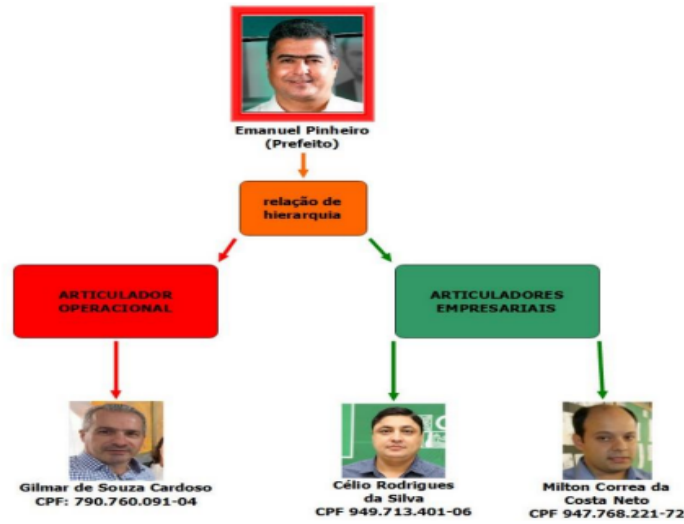 Emanuel Pinheiro
(Prefeito)
relação de
hierarquia
ARTICULADOR
OPERACIONAL
ARTICULADORES
EMPRESARIAIS
Gilmar de Souza Cardoso
CPF: 790.760.091-04
Célio Rodrigues
da Silva
CPF 949.713.401-06
Milton Correa da
Costa Neto
CPF 947.768.221-72